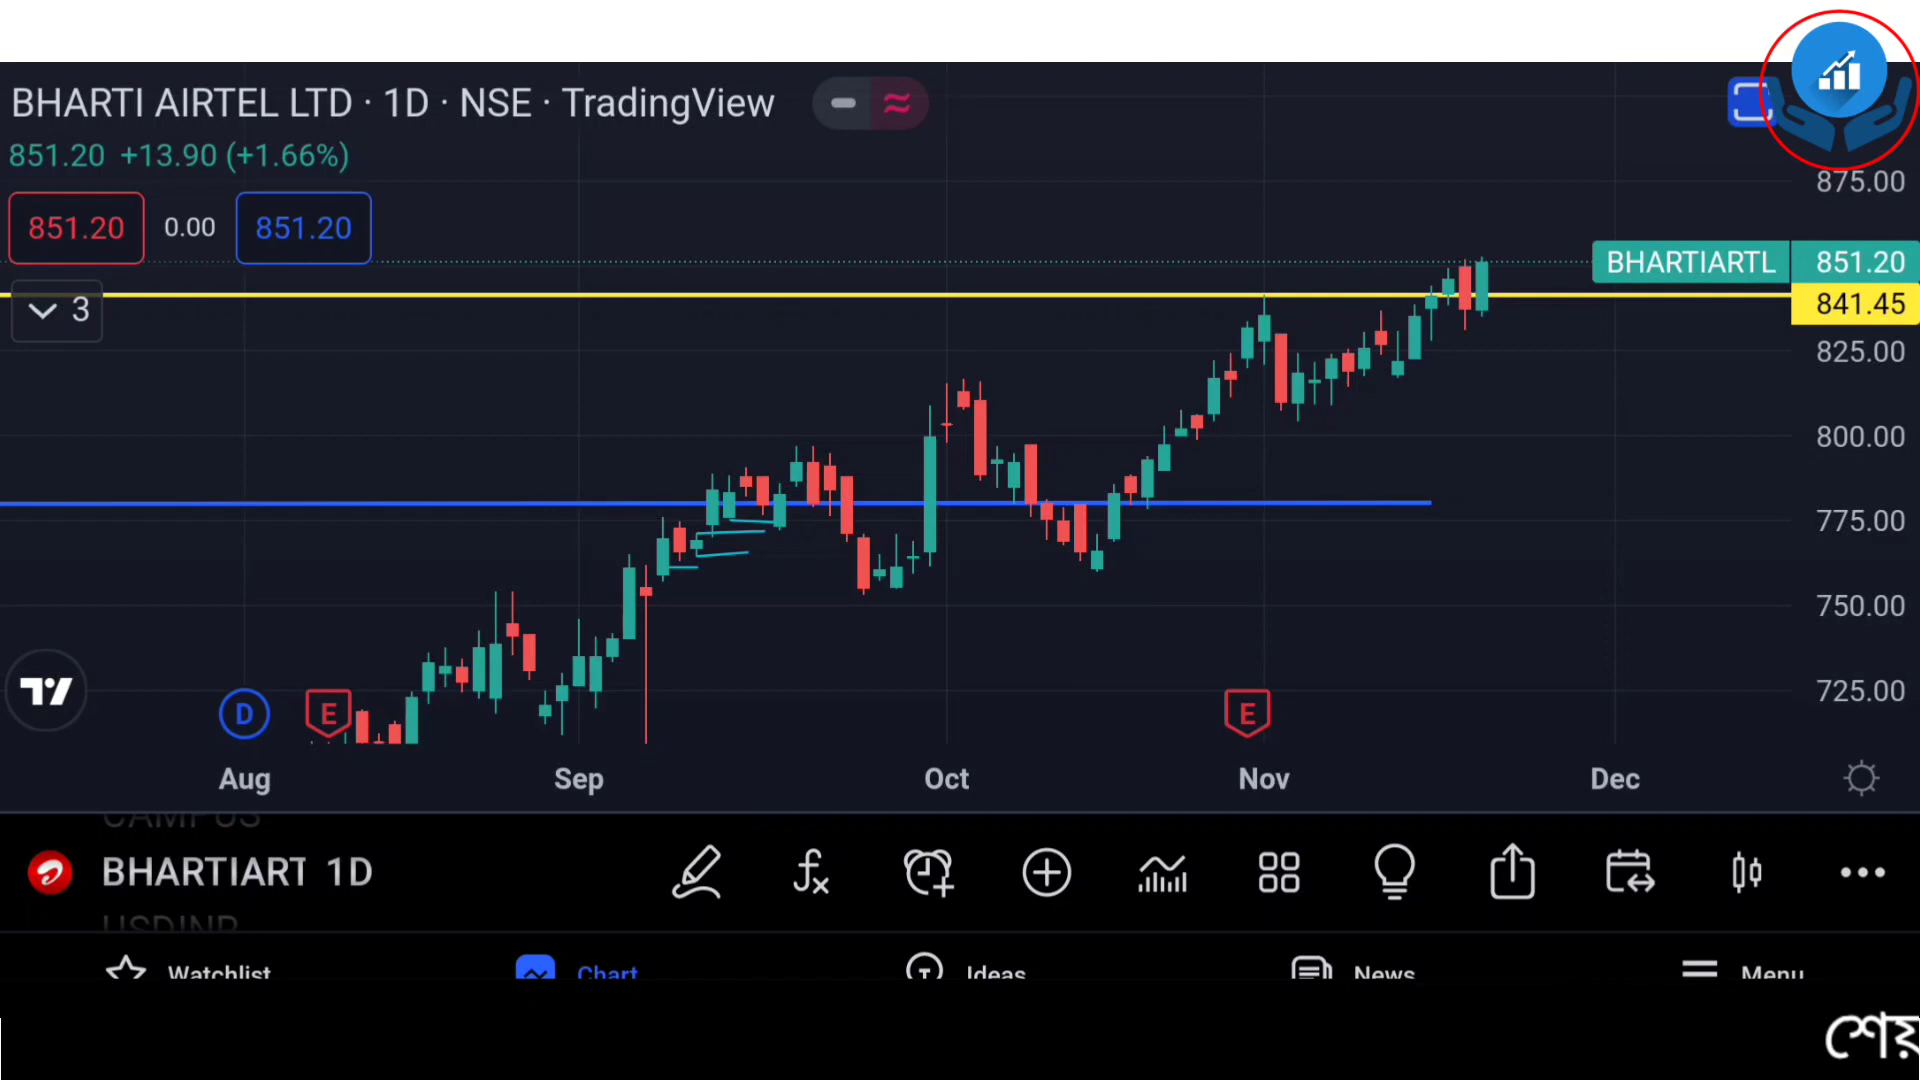 BHARTI AIRTEL LTD · 1D · NSE · TradingView
851.20 +13.90 (+1.66%)
851.20 0.00 851.20
3
875.00
BHARTIARTL 851.20
841.45
825.00
800.00
775.00
750.00
725.00
D E E
Aug Sep Oct Nov Dec
CAMPUS
BHARTIART 1D
USDINR
Watchlist Chart Ideas News Menu
শেয়